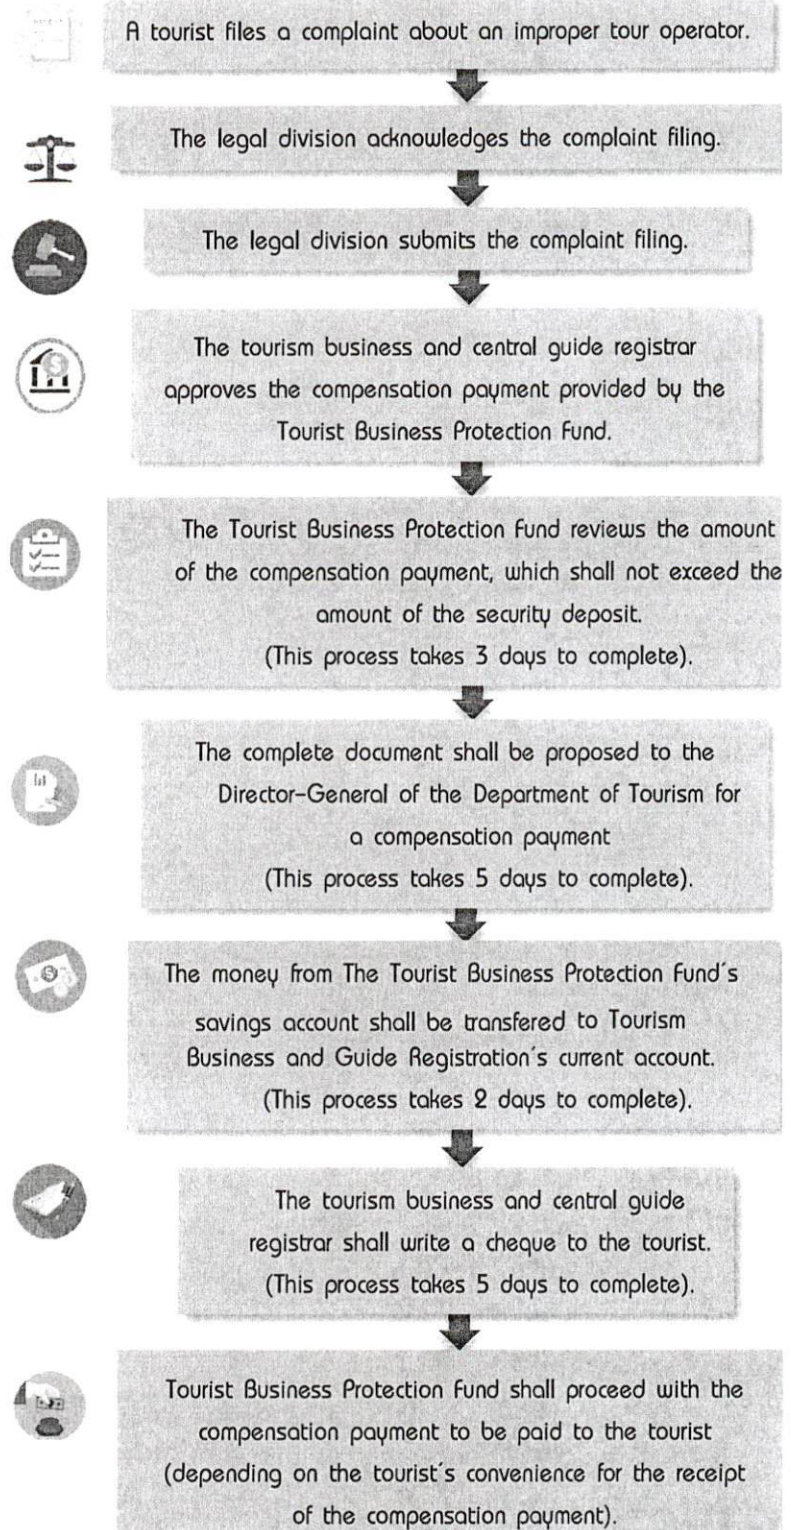 A tourist files a complaint about an improper tour operator.
The legal division acknowledges the complaint filing.
The legal division submits the complaint filing.
The tourism business and central guide registrar
approves the compensation payment provided by the
Tourist Business Protection Fund.
The Tourist Business Protection Fund reviews the amount
of the compensation payment, which shall not exceed the
amount of the security deposit.
(This process takes 3 days to complete).
The complete document shall be proposed to the
Director-General of the Department of Tourism for
a compensation payment
(This process takes 5 days to complete).
The money from The Tourist Business Protection Fund's
savings account shall be transfered to Tourism
Business and Guide Registration's current account.
(This process takes 2 days to complete).
The tourism business and central guide
registrar shall write a cheque to the tourist.
(This process takes 5 days to complete).
Tourist Business Protection Fund shall proceed with the
compensation payment to be paid to the tourist
(depending on the tourist's convenience for the receipt
of the compensation payment).